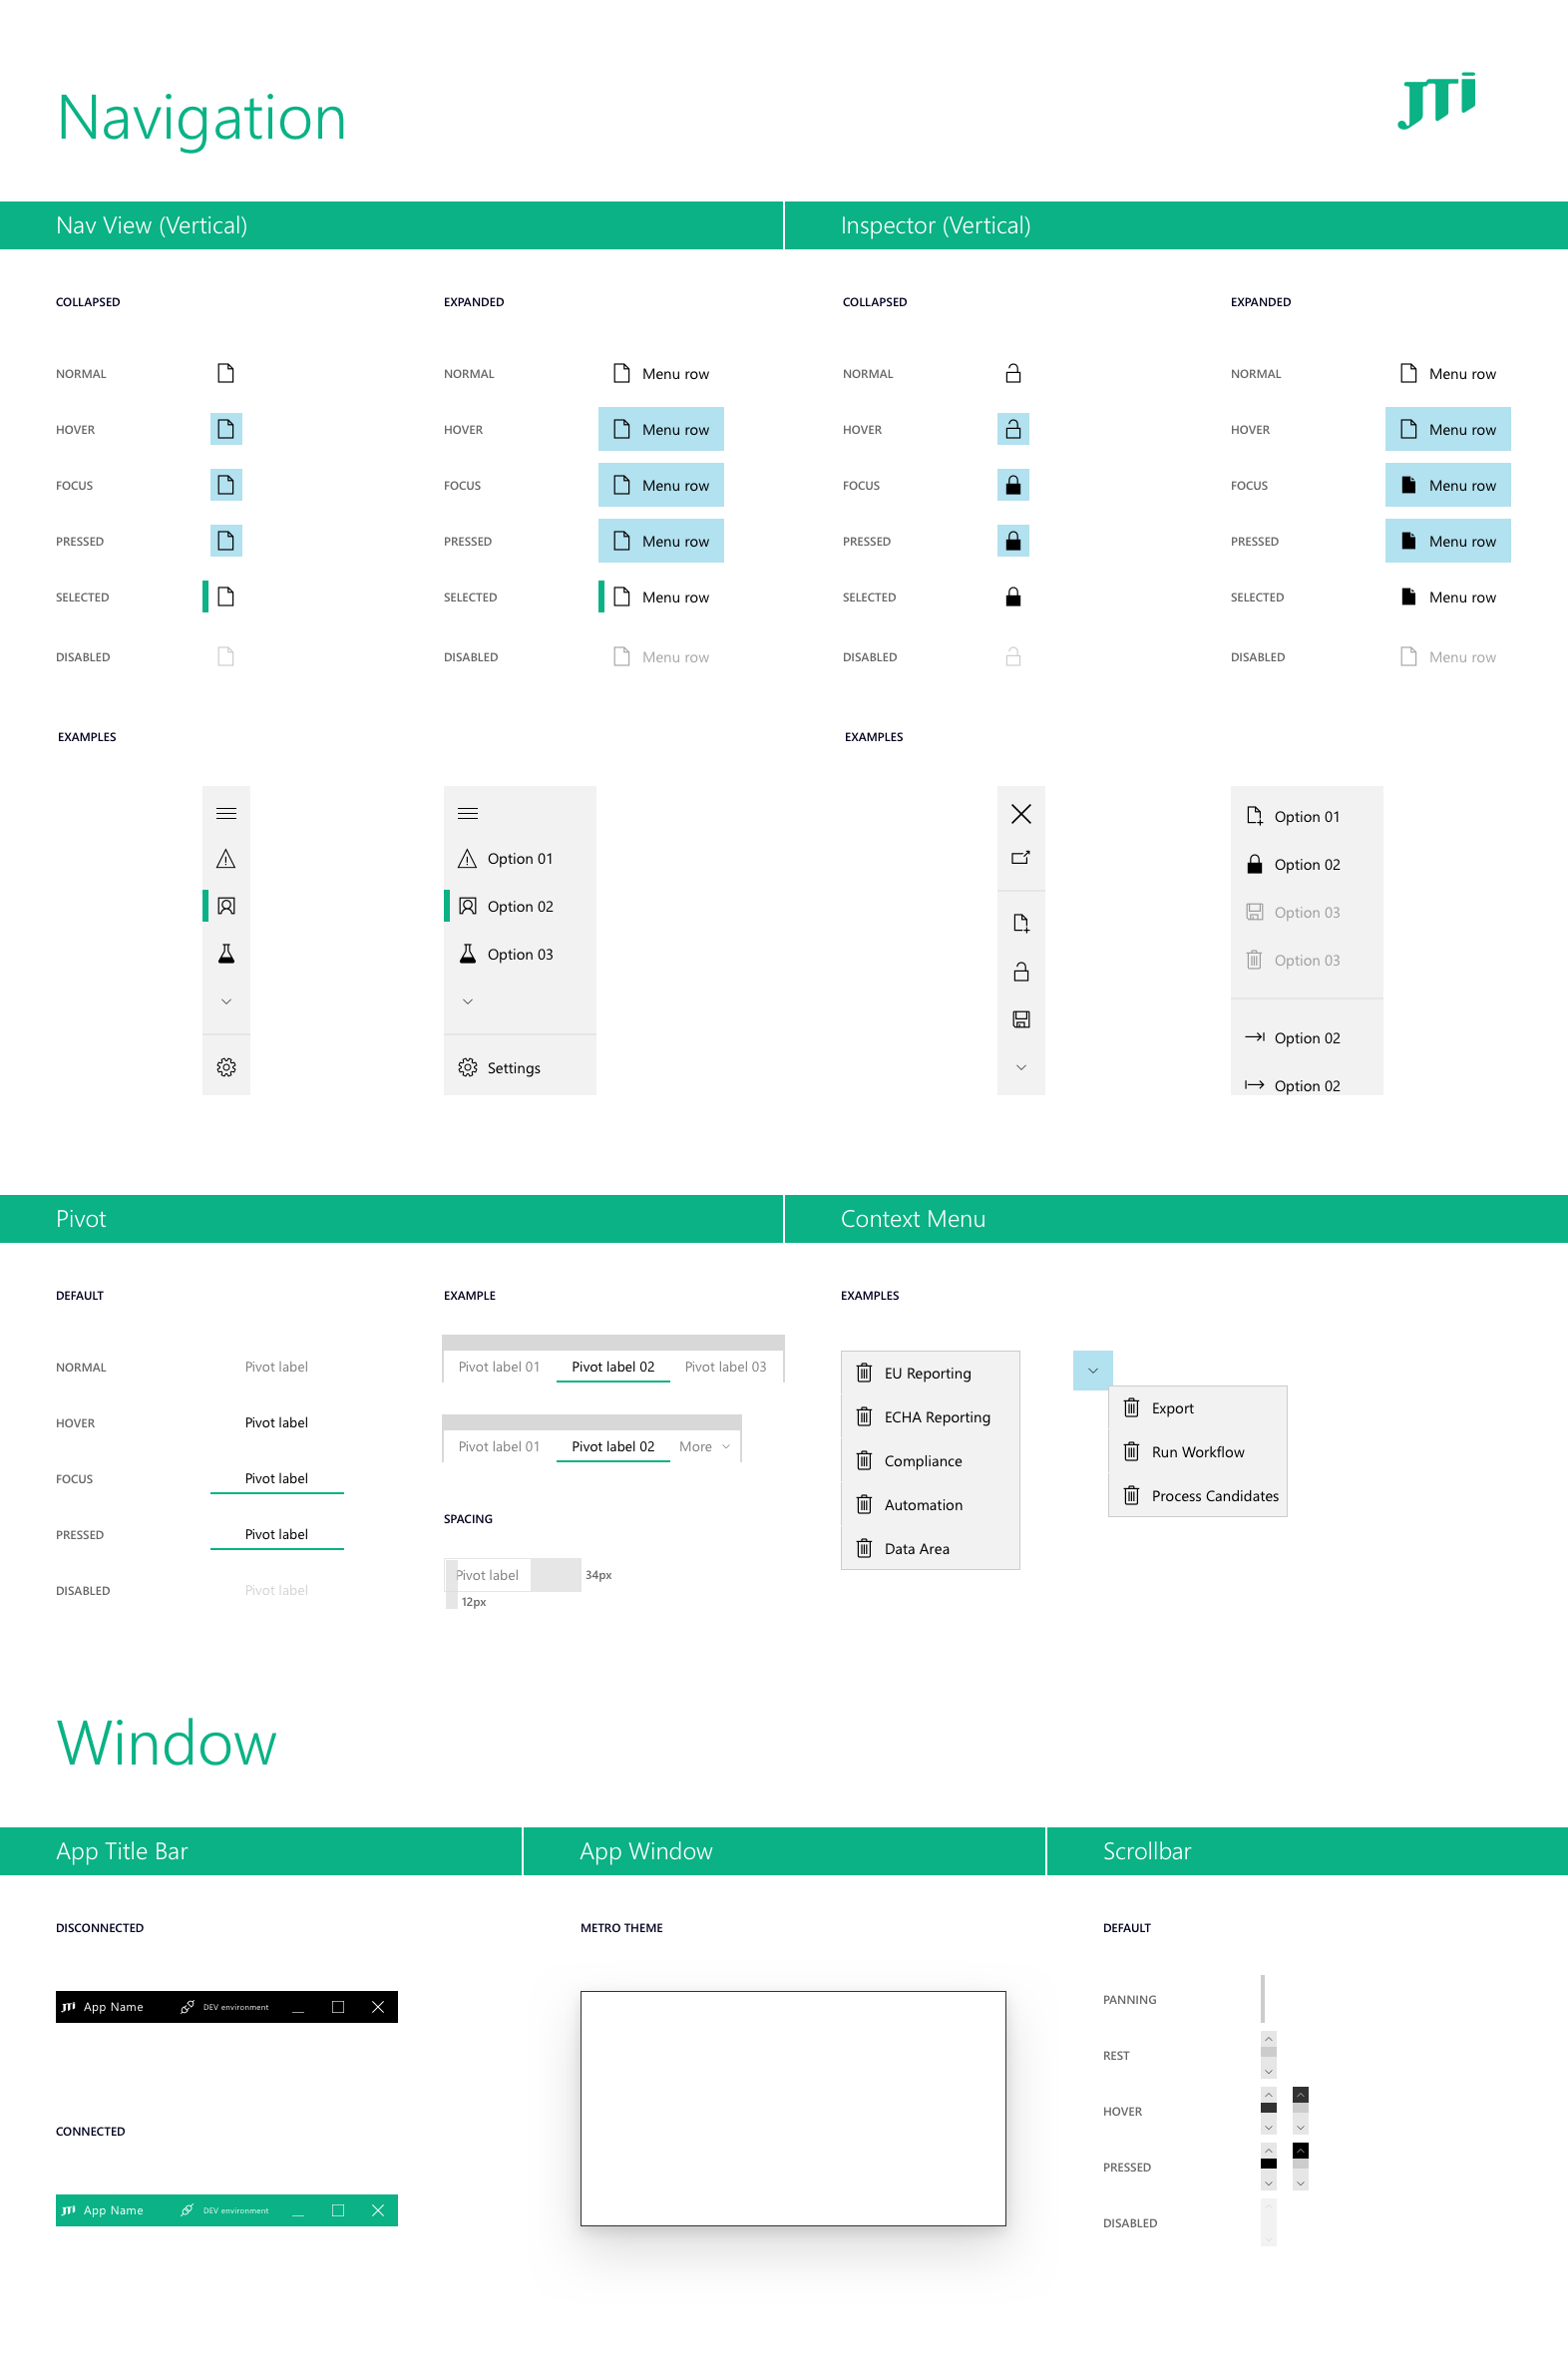 Navigation
JTI
Nav View (Vertical)
Inspector (Vertical)
COLLAPSED
EXPANDED
COLLAPSED
EXPANDED
NORMAL
NORMAL Menu row
NORMAL
NORMAL Menu row
HOVER
HOVER Menu row
HOVER
HOVER Menu row
FOCUS
FOCUS Menu row
FOCUS
FOCUS Menu row
PRESSED
PRESSED Menu row
PRESSED
PRESSED Menu row
SELECTED
SELECTED Menu row
SELECTED
SELECTED Menu row
DISABLED
DISABLED Menu row
DISABLED
DISABLED Menu row
EXAMPLES
Option 01
Option 02
Option 03
Settings
EXAMPLES
Option 01
Option 02
Option 03
Option 03
Option 02
Option 02
Pivot
Context Menu
DEFAULT
NORMAL Pivot label
HOVER Pivot label
FOCUS Pivot label
PRESSED Pivot label
DISABLED Pivot label
EXAMPLE
Pivot label 01 Pivot label 02 Pivot label 03
Pivot label 01 Pivot label 02 More
SPACING
Pivot label 34px
12px
EXAMPLES
EU Reporting
ECHA Reporting
Compliance
Automation
Data Area
Export
Run Workflow
Process Candidates
Window
App Title Bar
App Window
Scrollbar
DISCONNECTED
JTI App Name DEV environment
CONNECTED
JTI App Name DEV environment
METRO THEME
DEFAULT
PANNING
REST
HOVER
PRESSED
DISABLED